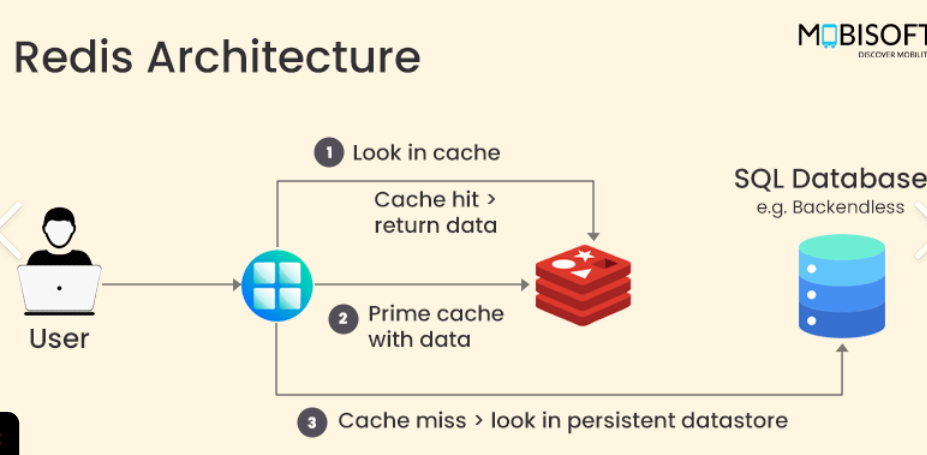 Redis Architecture
MOBISOFT
DISCOVER MOBILIT
1 Look in cache
Cache hit >
return data
SQL Database
e.g. Backendless
User
2 Prime cache
with data
3 Cache miss > look in persistent datastore